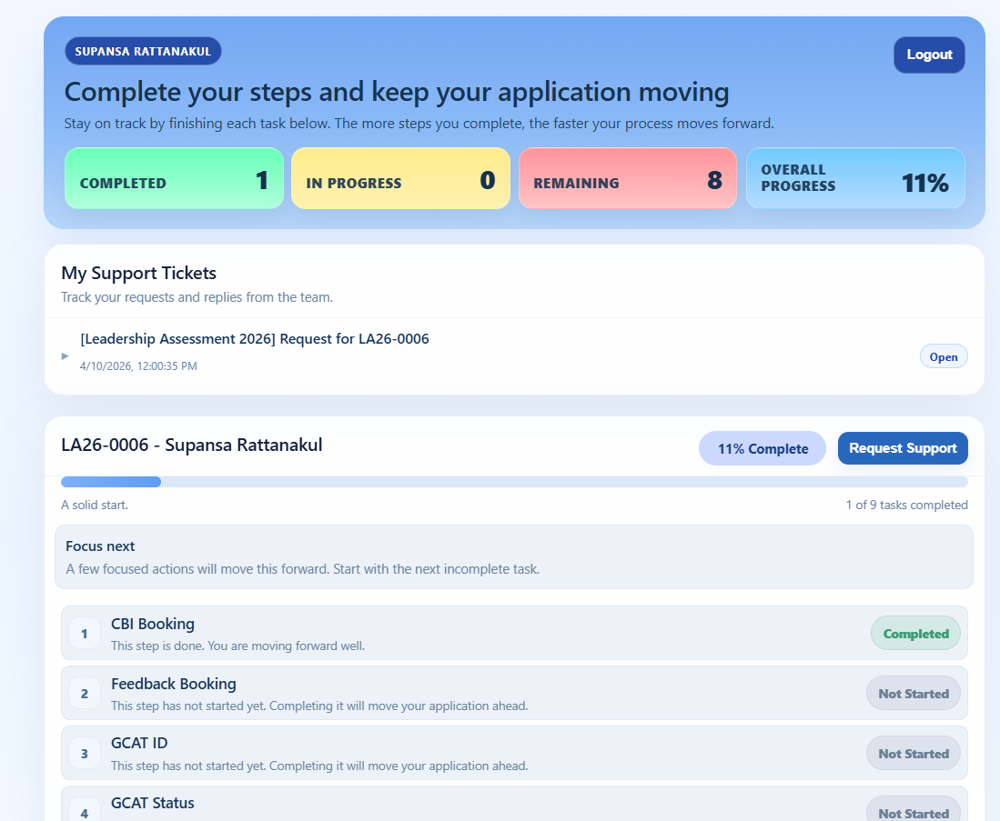 SUPANSA RATTANAKUL
Logout
Complete your steps and keep your application moving
Stay on track by finishing each task below. The more steps you complete, the faster your process moves forward.
COMPLETED 1
IN PROGRESS 0
REMAINING 8
OVERALL
PROGRESS 11%
My Support Tickets
Track your requests and replies from the team.
[Leadership Assessment 2026] Request for LA26-0006
4/10/2026, 12:00:35 PM
Open
LA26-0006 - Supansa Rattanakul
11% Complete
Request Support
A solid start.
1 of 9 tasks completed
Focus next
A few focused actions will move this forward. Start with the next incomplete task.
1
CBI Booking
This step is done. You are moving forward well.
Completed
2
Feedback Booking
This step has not started yet. Completing it will move your application ahead.
Not Started
3
GCAT ID
This step has not started yet. Completing it will move your application ahead.
Not Started
4
GCAT Status
Not Started